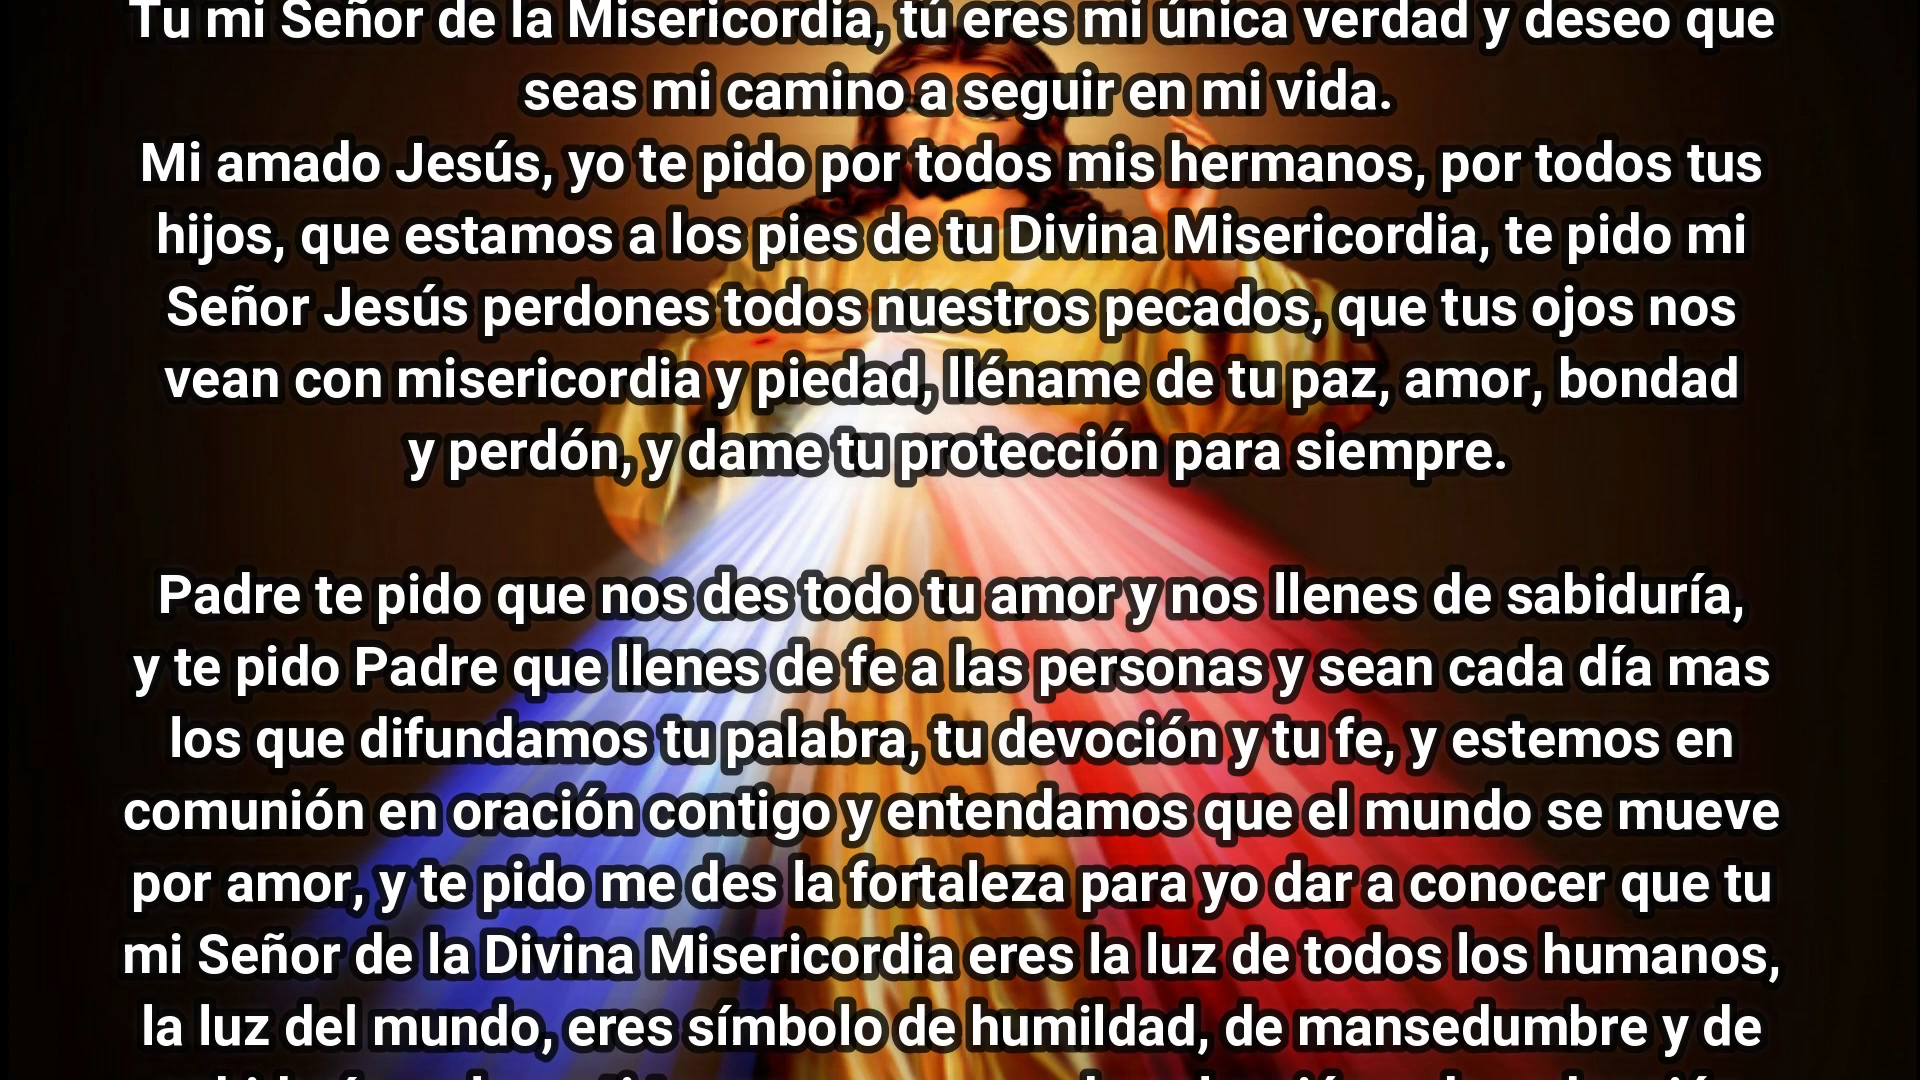 Tu mi Señor de la Misericordia, tú eres mi única verdad y deseo que
seas mi camino a seguir en mi vida.
Mi amado Jesús, yo te pido por todos mis hermanos, por todos tus
hijos, que estamos a los pies de tu Divina Misericordia, te pido mi
Señor Jesús perdones todos nuestros pecados, que tus ojos nos
vean con misericordia y piedad, lléname de tu paz, amor, bondad
y perdón, y dame tu protección para siempre.
Padre te pido que nos des todo tu amor y nos llenes de sabiduría,
y te pido Padre que llenes de fe a las personas y sean cada día mas
los que difundamos tu palabra, tu devoción y tu fe, y estemos en
comunión en oración contigo y entendamos que el mundo se mueve
por amor, y te pido me des la fortaleza para yo dar a conocer que tu
mi Señor de la Divina Misericordia eres la luz de todos los humanos,
la luz del mundo, eres símbolo de humildad, de mansedumbre y de